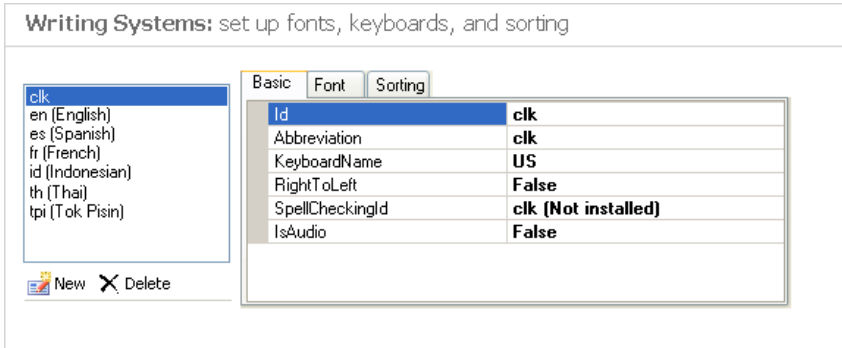 Writing Systems: set up fonts, keyboards, and sorting
clk
en (English)
es (Spanish)
fr (French)
id (Indonesian)
th (Thai)
tpi (Tok Pisin)
New Delete
Basic Font Sorting
Id clk
Abbreviation clk
KeyboardName US
RightToLeft False
SpellCheckingId clk (Not installed)
IsAudio False